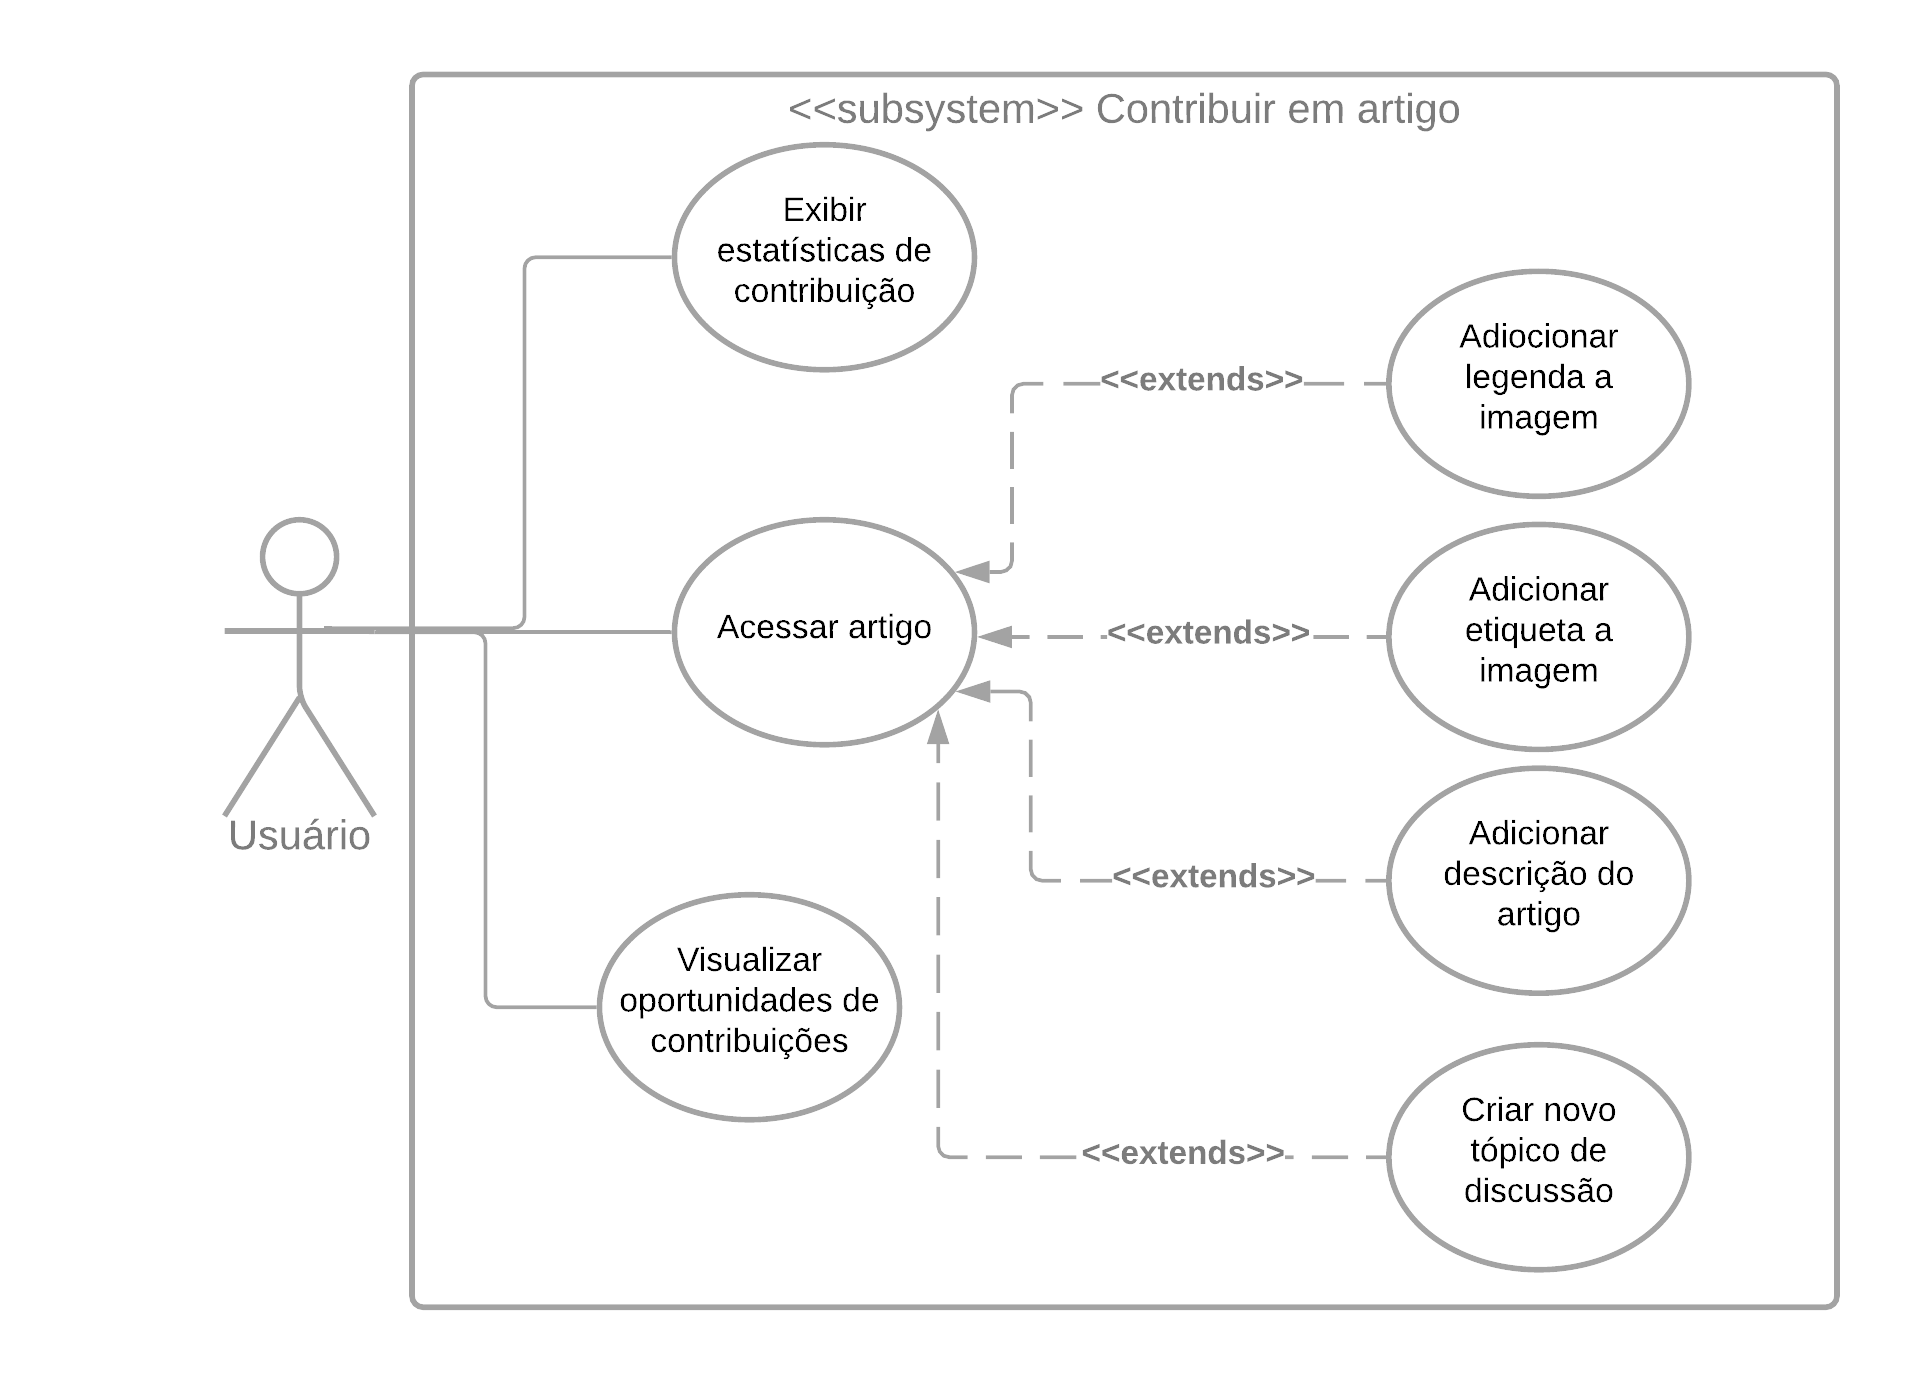 <<subsystem>> Contribuir em artigo
Exibir
estatísticas de
contribuição
Adiocionar
legenda a
imagem
<<extends>>
Acessar artigo
<<extends>>
Adicionar
etiqueta a
imagem
Usuário
<<extends>>
Adicionar
descrição do
artigo
Visualizar
oportunidades de
contribuições
<<extends>>
Criar novo
tópico de
discussão